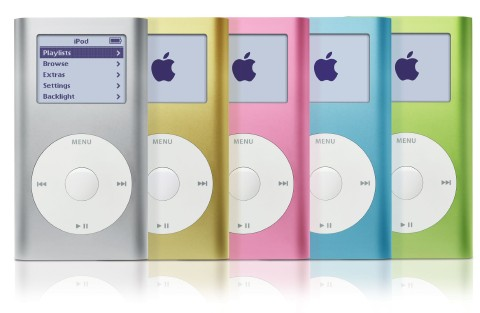 iPod
Playlists >
Browse >
Extras >
Settings >
Backlight >
MENU
MENU
MENU
MENU
MENU